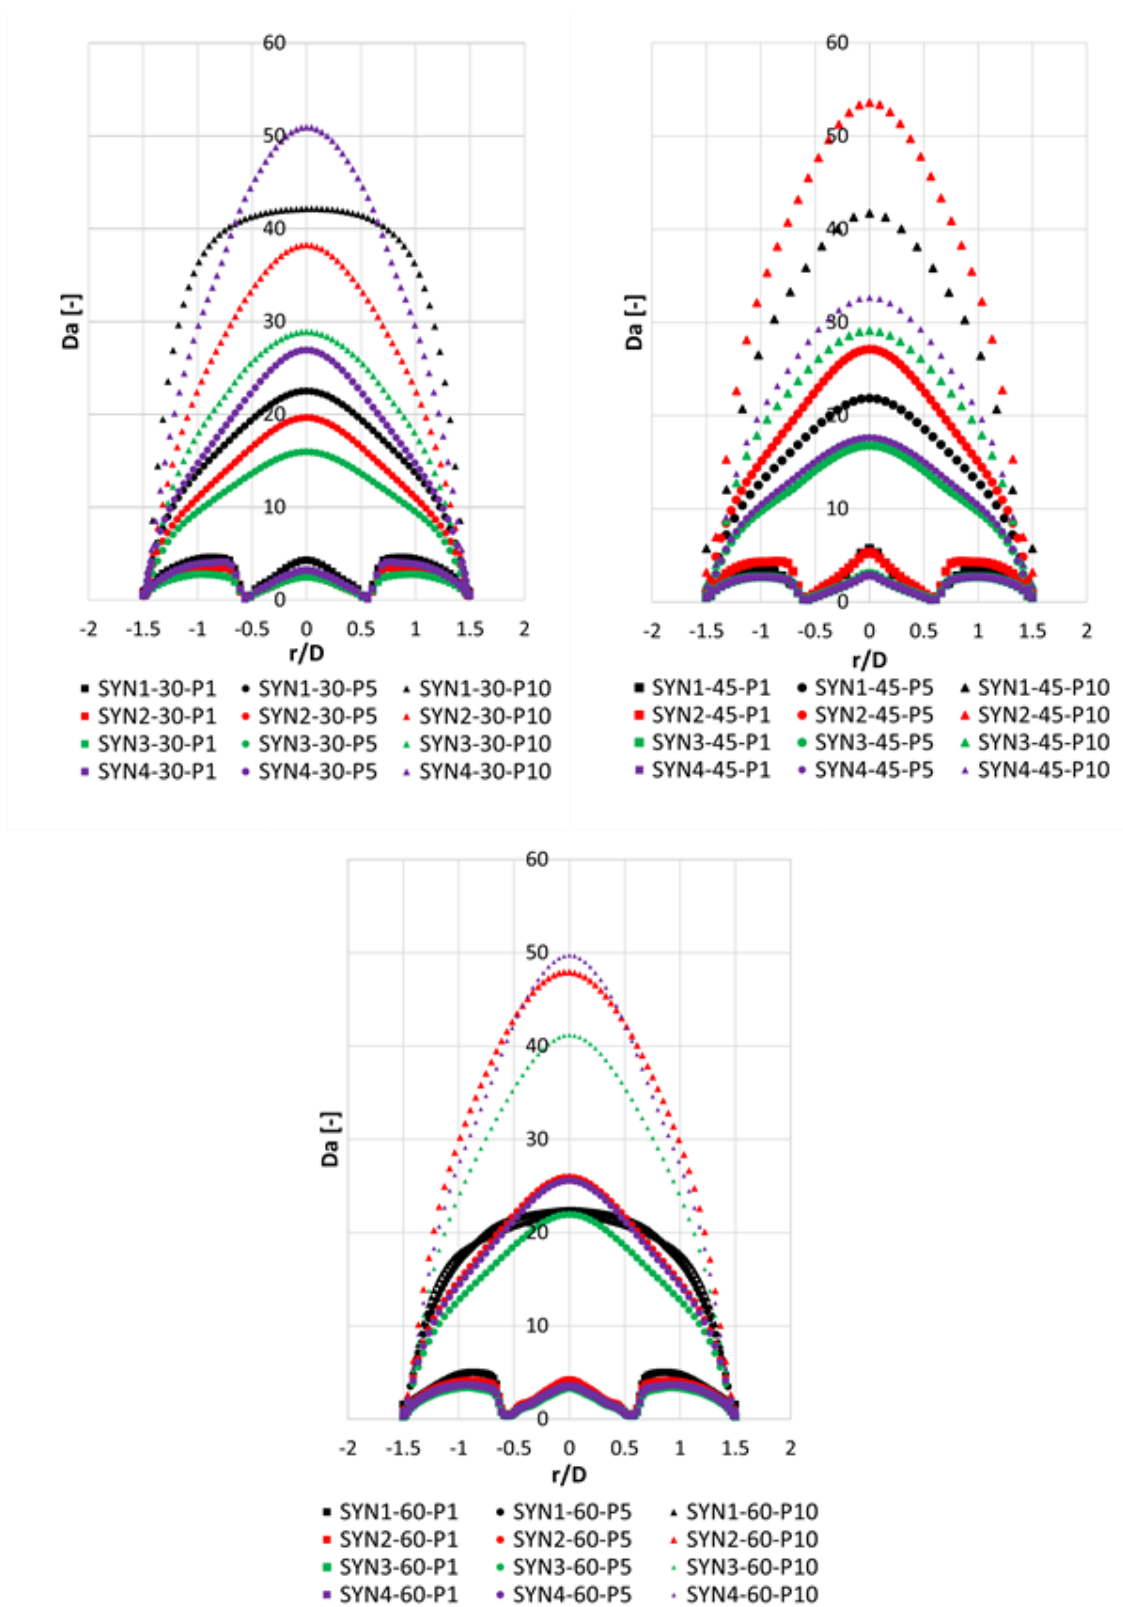 60
50
40
30
20
10
0
Da [-]
-2 -1.5 -1 -0.5 0 0.5 1 1.5 2
r/D
SYN1-30-P1 SYN1-30-P5 SYN1-30-P10
SYN2-30-P1 SYN2-30-P5 SYN2-30-P10
SYN3-30-P1 SYN3-30-P5 SYN3-30-P10
SYN4-30-P1 SYN4-30-P5 SYN4-30-P10
60
50
40
30
20
10
0
Da [-]
-2 -1.5 -1 -0.5 0 0.5 1 1.5 2
r/D
SYN1-45-P1 SYN1-45-P5 SYN1-45-P10
SYN2-45-P1 SYN2-45-P5 SYN2-45-P10
SYN3-45-P1 SYN3-45-P5 SYN3-45-P10
SYN4-45-P1 SYN4-45-P5 SYN4-45-P10
60
50
40
30
20
10
0
Da [-]
-2 -1.5 -1 -0.5 0 0.5 1 1.5 2
r/D
SYN1-60-P1 SYN1-60-P5 SYN1-60-P10
SYN2-60-P1 SYN2-60-P5 SYN2-60-P10
SYN3-60-P1 SYN3-60-P5 SYN3-60-P10
SYN4-60-P1 SYN4-60-P5 SYN4-60-P10